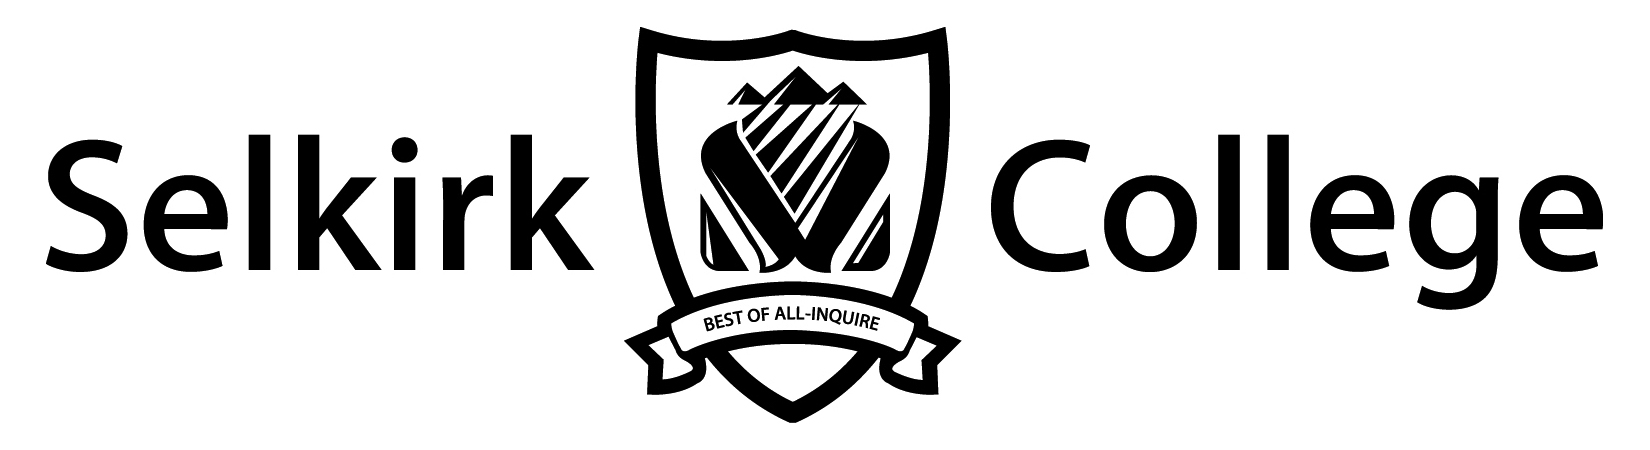 Selkirk College
BEST OF ALL-INQUIRE